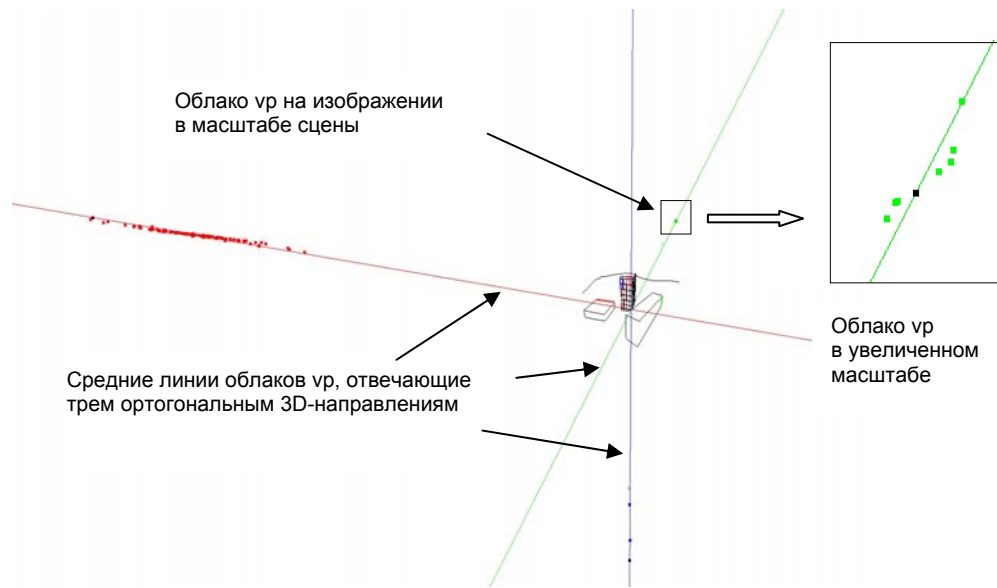 Облако vp на изображении
в масштабе сцены
Облако vp
в увеличенном
масштабе
Средние линии облаков vp, отвечающие
трем ортогональным 3D-направлениям